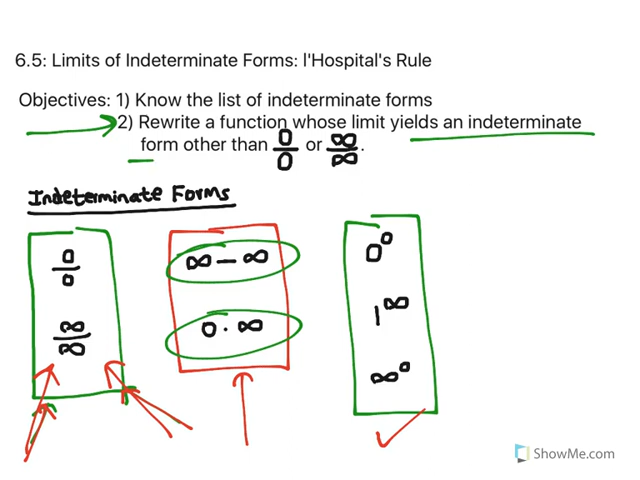 6.5: Limits of Indeterminate Forms: l'Hospital's Rule
Objectives: 1) Know the list of indeterminate forms
2) Rewrite a function whose limit yields an indeterminate
form other than 0/0 or ∞/∞.
Indeterminate Forms
0/0
∞/∞
∞ − ∞
0 · ∞
0^0
1^∞
∞^0
ShowMe.com